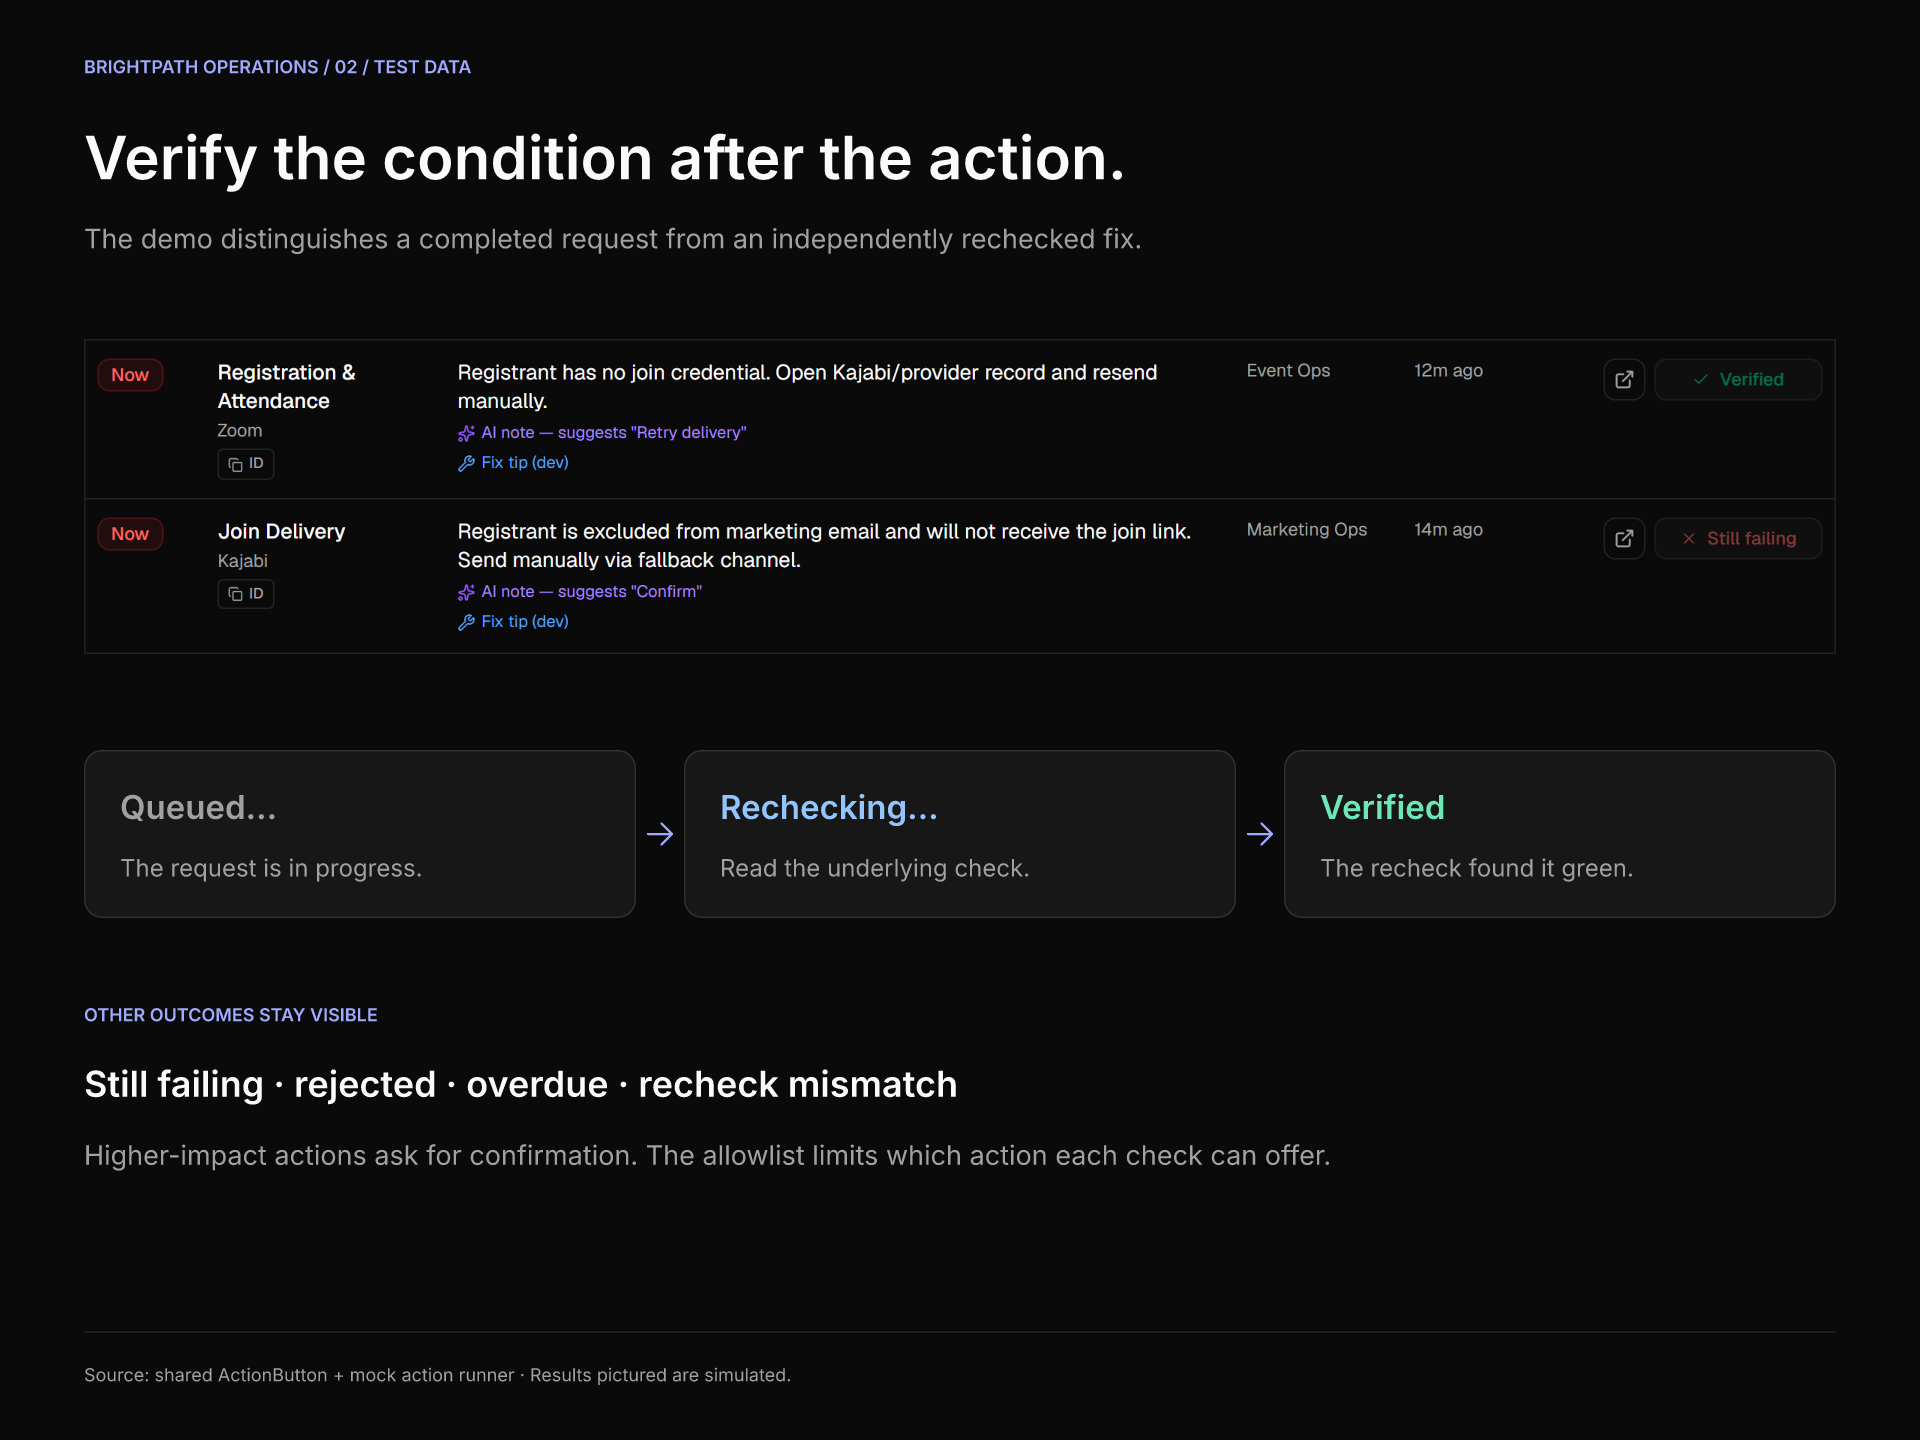 BRIGHTPATH OPERATIONS / 02 / TEST DATA
Verify the condition after the action.
The demo distinguishes a completed request from an independently rechecked fix.
Now
Registration &
Attendance
Zoom
ID
Registrant has no join credential. Open Kajabi/provider record and resend
manually.
AI note — suggests "Retry delivery"
Fix tip (dev)
Event Ops
12m ago
Verified
Now
Join Delivery
Kajabi
ID
Registrant is excluded from marketing email and will not receive the join link.
Send manually via fallback channel.
AI note — suggests "Confirm"
Fix tip (dev)
Marketing Ops
14m ago
Still failing
Queued...
The request is in progress.
Rechecking...
Read the underlying check.
Verified
The recheck found it green.
OTHER OUTCOMES STAY VISIBLE
Still failing · rejected · overdue · recheck mismatch
Higher-impact actions ask for confirmation. The allowlist limits which action each check can offer.
Source: shared ActionButton + mock action runner · Results pictured are simulated.